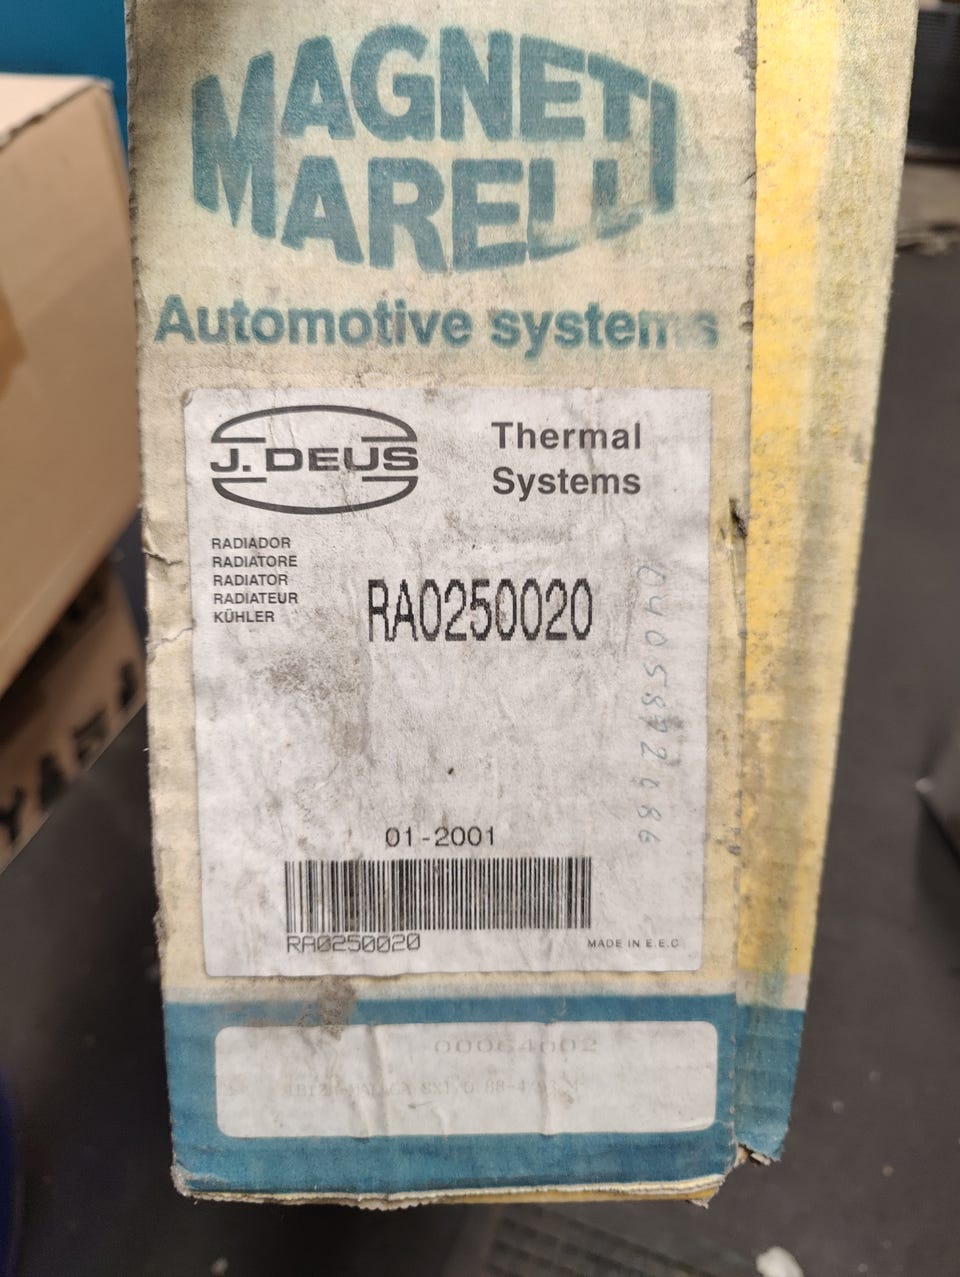 MAGNETI
MARELLI
Automotive systems
J. DEUS
Thermal
Systems
RADIADOR
RADIATORE
RADIATOR
RADIATEUR
KÜHLER
RA0250020
01-2001
RA0250020
MADE IN E.E.C